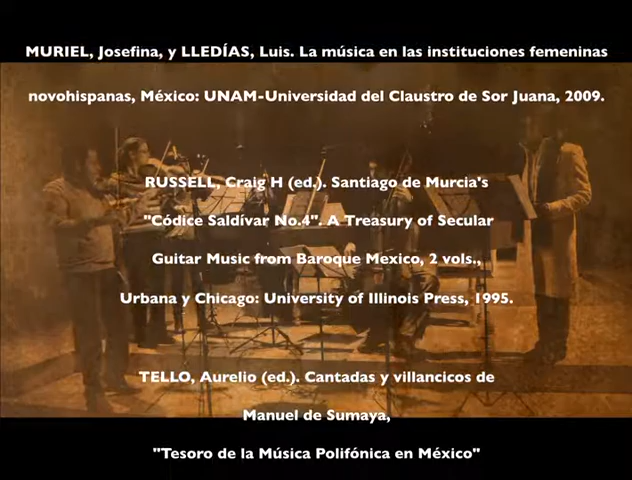 MURIEL, Josefina, y LLEDÍAS, Luis. La música en las instituciones femeninas
novohispanas, México: UNAM-Universidad del Claustro de Sor Juana, 2009.
RUSSELL, Craig H (ed.). Santiago de Murcia's
"Códice Saldívar No.4". A Treasury of Secular
Guitar Music from Baroque Mexico, 2 vols.,
Urbana y Chicago: University of Illinois Press, 1995.
TELLO, Aurelio (ed.). Cantadas y villancicos de
Manuel de Sumaya,
"Tesoro de la Música Polifónica en México"